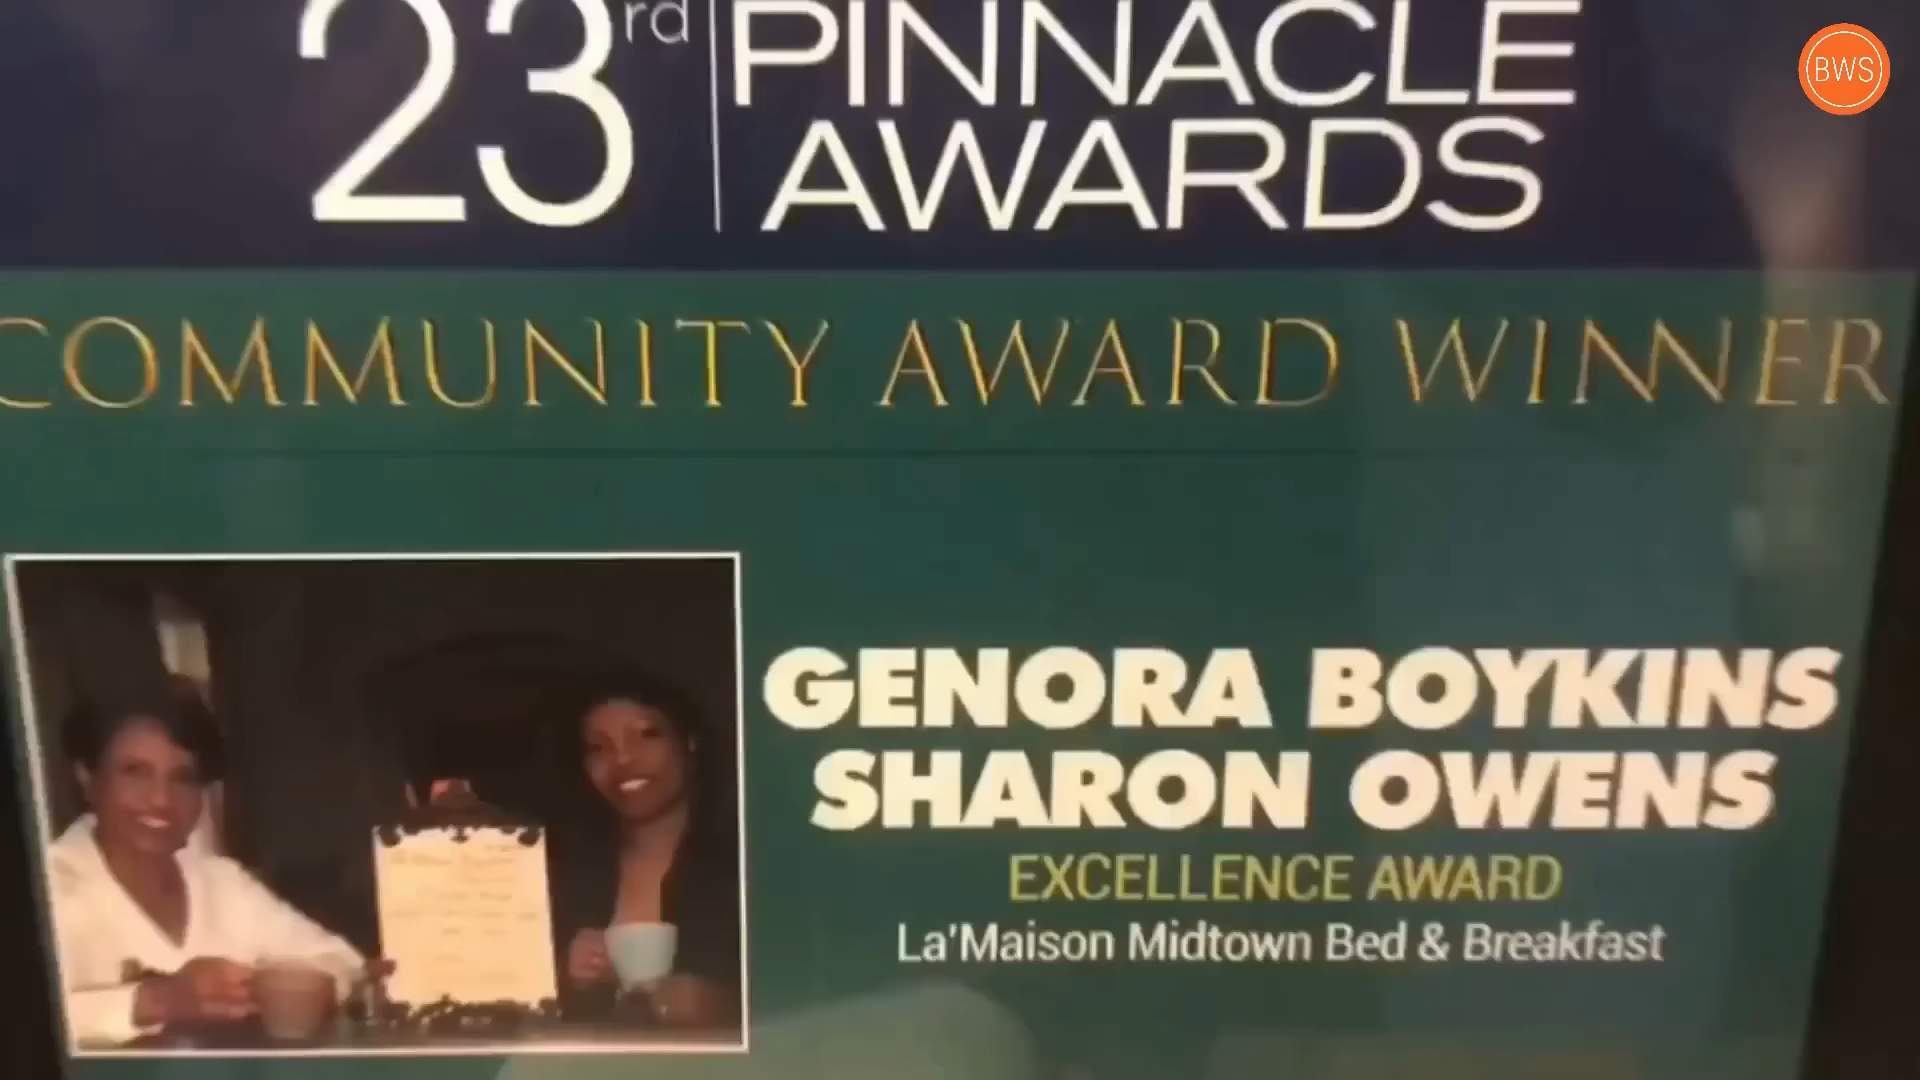 23rd
PINNACLE
AWARDS
BWS
COMMUNITY AWARD WINNER
GENORA BOYKINS
SHARON OWENS
EXCELLENCE AWARD
La'Maison Midtown Bed & Breakfast